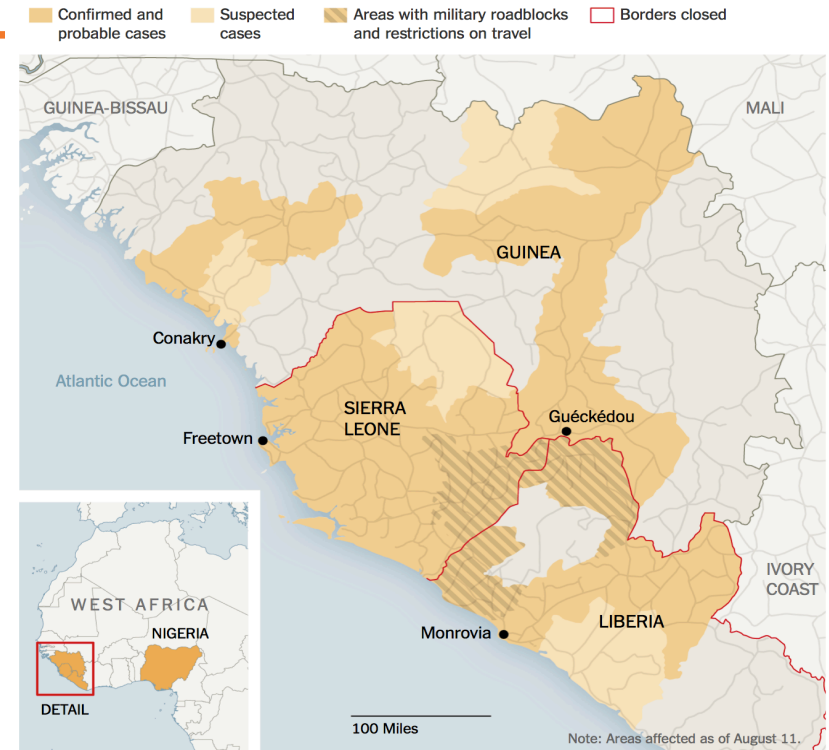 Confirmed and
probable cases
Suspected
cases
Areas with military roadblocks
and restrictions on travel
Borders closed
GUINEA-BISSAU
MALI
GUINEA
Conakry
Atlantic Ocean
SIERRA
LEONE
Guéckédou
Freetown
IVORY
COAST
WEST AFRICA
NIGERIA
LIBERIA
Monrovia
DETAIL
100 Miles
Note: Areas affected as of August 11.